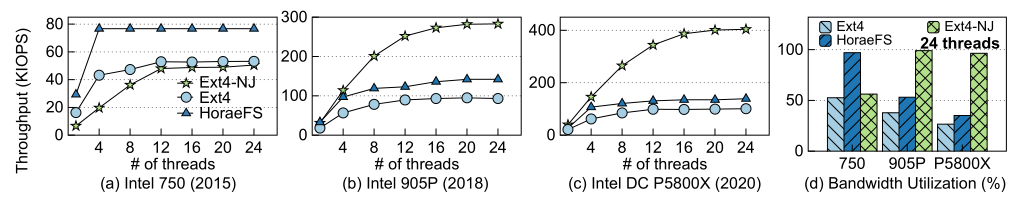 Throughput (KIOPS)
80
60
40
20
0
4 8 12 16 20 24
# of threads
Ext4-NJ
Ext4
HoraeFS
(a) Intel 750 (2015)
300
200
100
0
4 8 12 16 20 24
# of threads
(b) Intel 905P (2018)
400
200
0
4 8 12 16 20 24
# of threads
(c) Intel DC P5800X (2020)
Ext4 Ext4-NJ
HoraeFS
24 threads
100
50
0
750 905P P5800X
(d) Bandwidth Utilization (%)